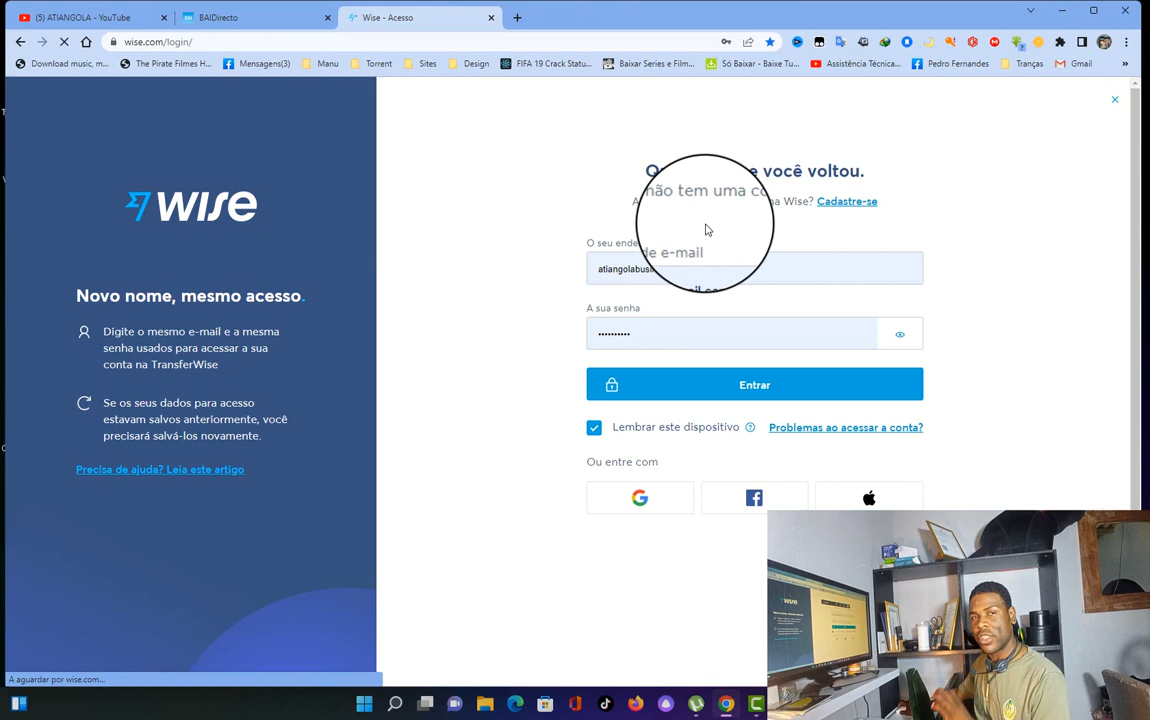 (5) ATIANGOLA - YouTube
BAIDirecto
Wise - Acesso
wise.com/login/
Download music, m...
The Pirate Filmes H...
Mensagens(3)
Manu
Torrent
Sites
Design
FIFA 19 Crack Statu...
Baixar Series e Film...
Só Baixar - Baixe Tu...
Assistência Técnica...
Pedro Fernandes
Tranças
Gmail
wise
Novo nome, mesmo acesso.
Digite o mesmo e-mail e a mesma
senha usados para acessar a sua
conta na TransferWise
Se os seus dados para acesso
estavam salvos anteriormente, você
precisará salvá-los novamente.
Precisa de ajuda? Leia este artigo
e você voltou.
não tem uma
na Wise? Cadastre-se
O seu ende
de e-mail
A sua senha
Entrar
Lembrar este dispositivo
Problemas ao acessar a conta?
Ou entre com
A aguardar por wise.com...